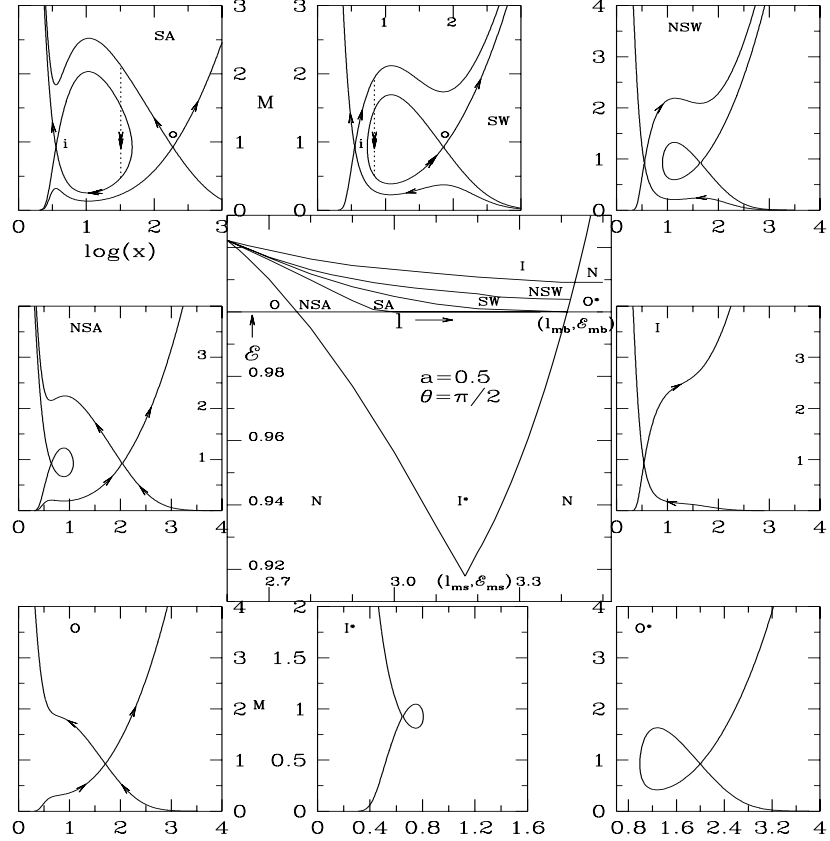 SA
i
O
3
2
1
0
0 1 2 3
log(x)
M
1 2
SW
i
O
NSW
4
3
2
1
0
0 1 2 3 4
I
N
NSW
O NSA SA SW O*
l
(l_mb, ℰ_mb)
ℰ
a=0.5
θ=π/2
0.98
0.96
0.94
0.92
N I* N
2.7 3.0 (l_ms, ℰ_ms) 3.3
NSA
3
2
1
0 1 2 3 4
I
3
2
1
0 1 2 3 4
O
4
3
2
1
0
0 1 2 3 4
M
I*
2
1.5
1
0.5
0
0 0.4 0.8 1.2 1.6
O*
4
3
2
1
0
0.8 1.6 2.4 3.2 4